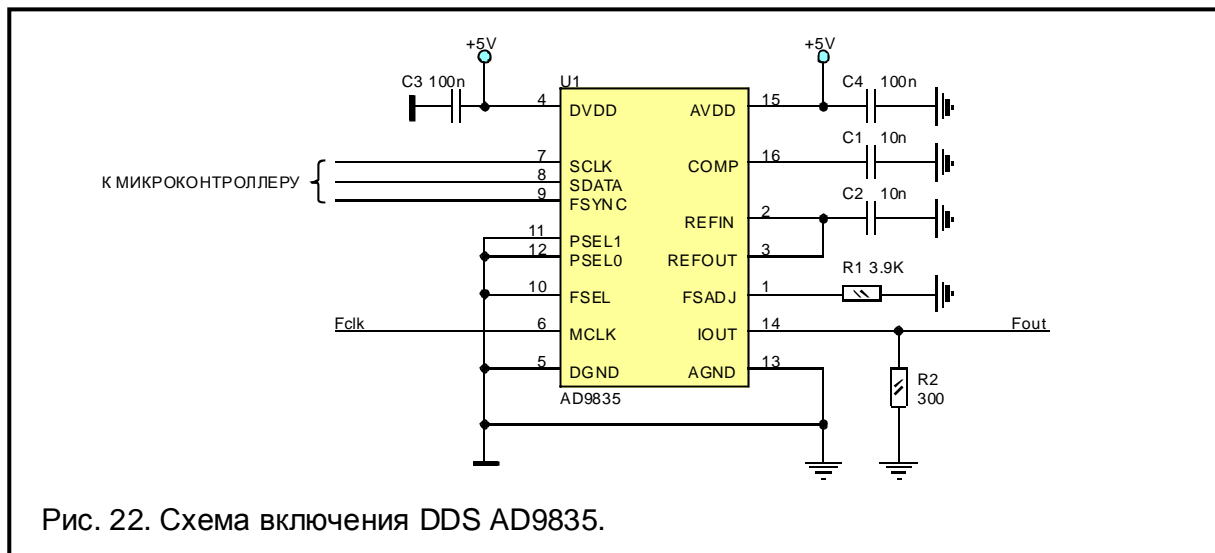 +5V
+5V
C3 100n
U1
C4 100n
4
DVDD
AVDD
15
C1 10n
7
SCLK
COMP
16
К МИКРОКОНТРОЛЛЕРУ
8
SDATA
9
FSYNC
C2 10n
2
REFIN
11
PSEL1
12
PSEL0
REFOUT
3
R1 3.9K
10
FSEL
FSADJ
1
Fclk
6
MCLK
IOUT
14
Fout
5
DGND
AGND
13
R2
300
AD9835
Рис. 22. Схема включения DDS AD9835.